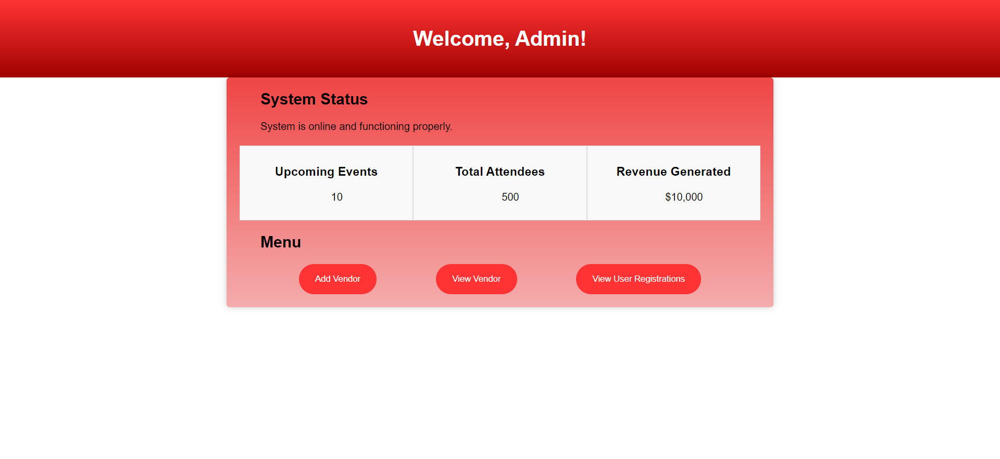 Welcome, Admin!
System Status
System is online and functioning properly.
Upcoming Events
10
Total Attendees
500
Revenue Generated
$10,000
Menu
Add Vendor
View Vendor
View User Registrations